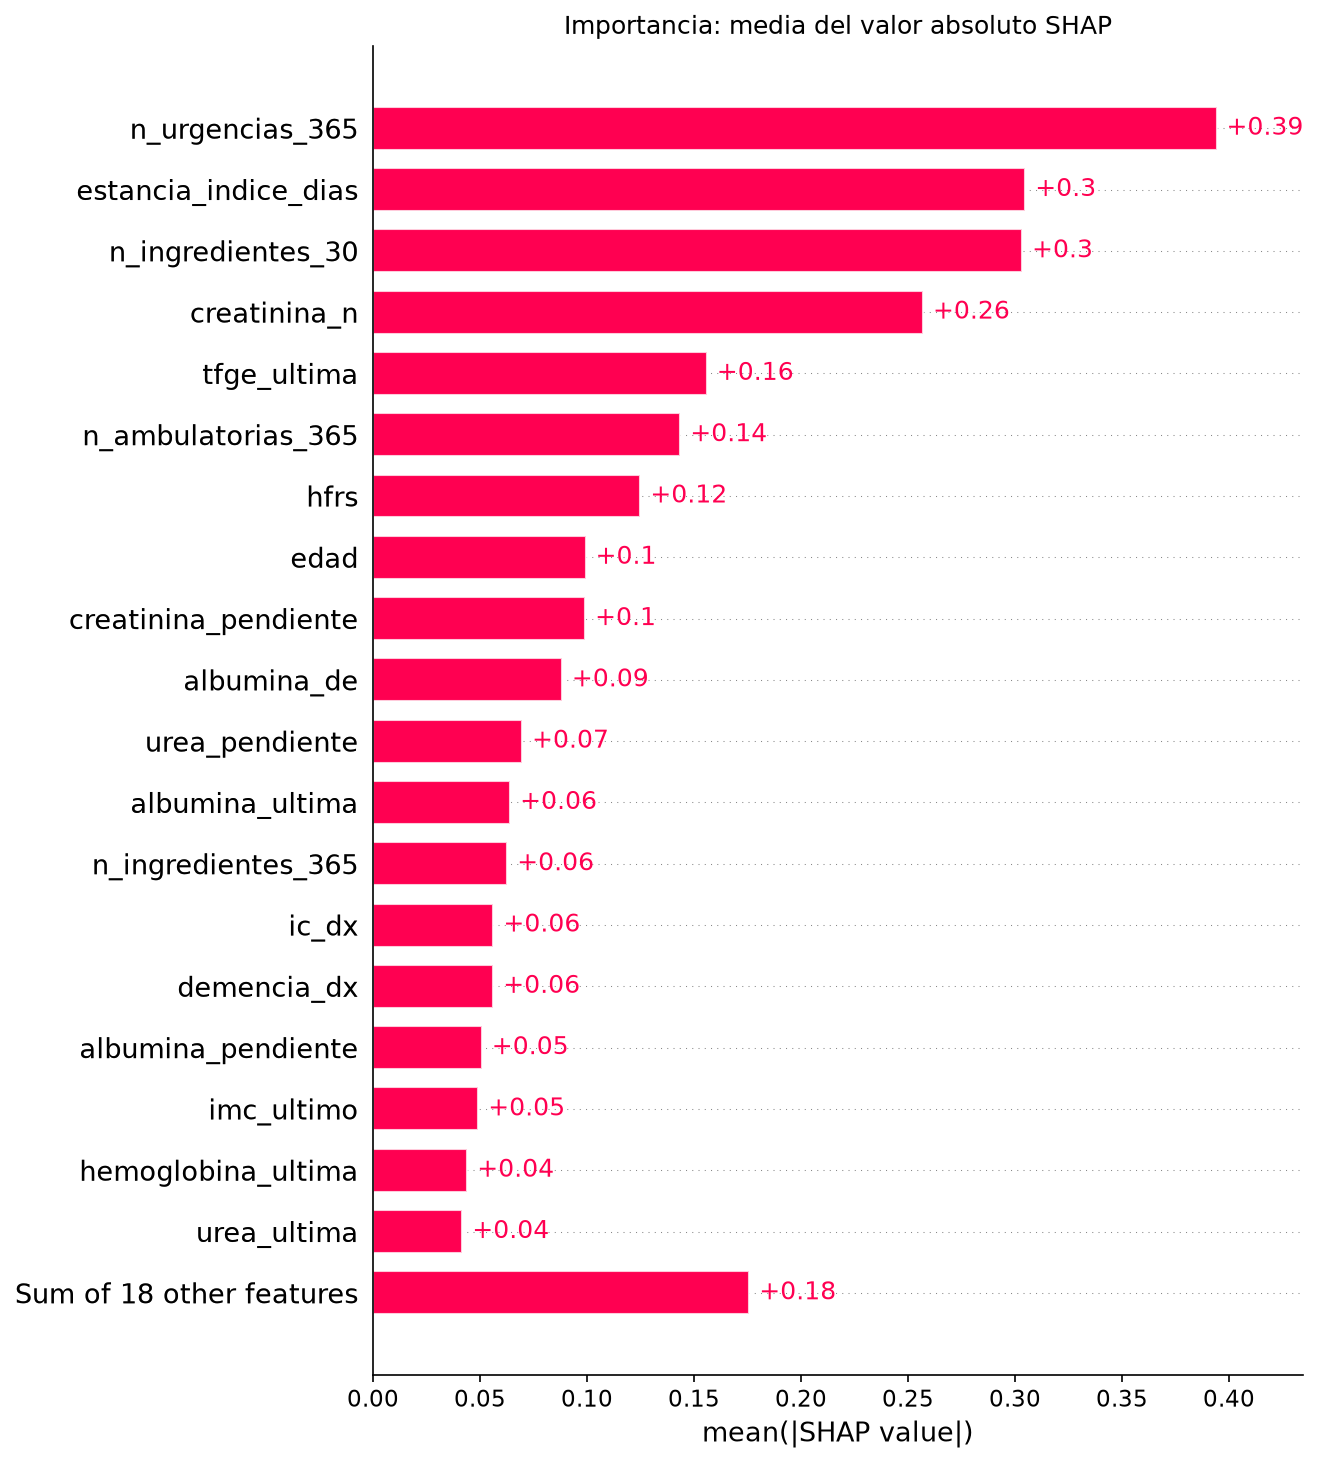 Importancia: media del valor absoluto SHAP
n_urgencias_365 +0.39
estancia_indice_dias +0.3
n_ingredientes_30 +0.3
creatinina_n +0.26
tfge_ultima +0.16
n_ambulatorias_365 +0.14
hfrs +0.12
edad +0.1
creatinina_pendiente +0.1
albumina_de +0.09
urea_pendiente +0.07
albumina_ultima +0.06
n_ingredientes_365 +0.06
ic_dx +0.06
demencia_dx +0.06
albumina_pendiente +0.05
imc_ultimo +0.05
hemoglobina_ultima +0.04
urea_ultima +0.04
Sum of 18 other features +0.18
0.00 0.05 0.10 0.15 0.20 0.25 0.30 0.35 0.40
mean(|SHAP value|)